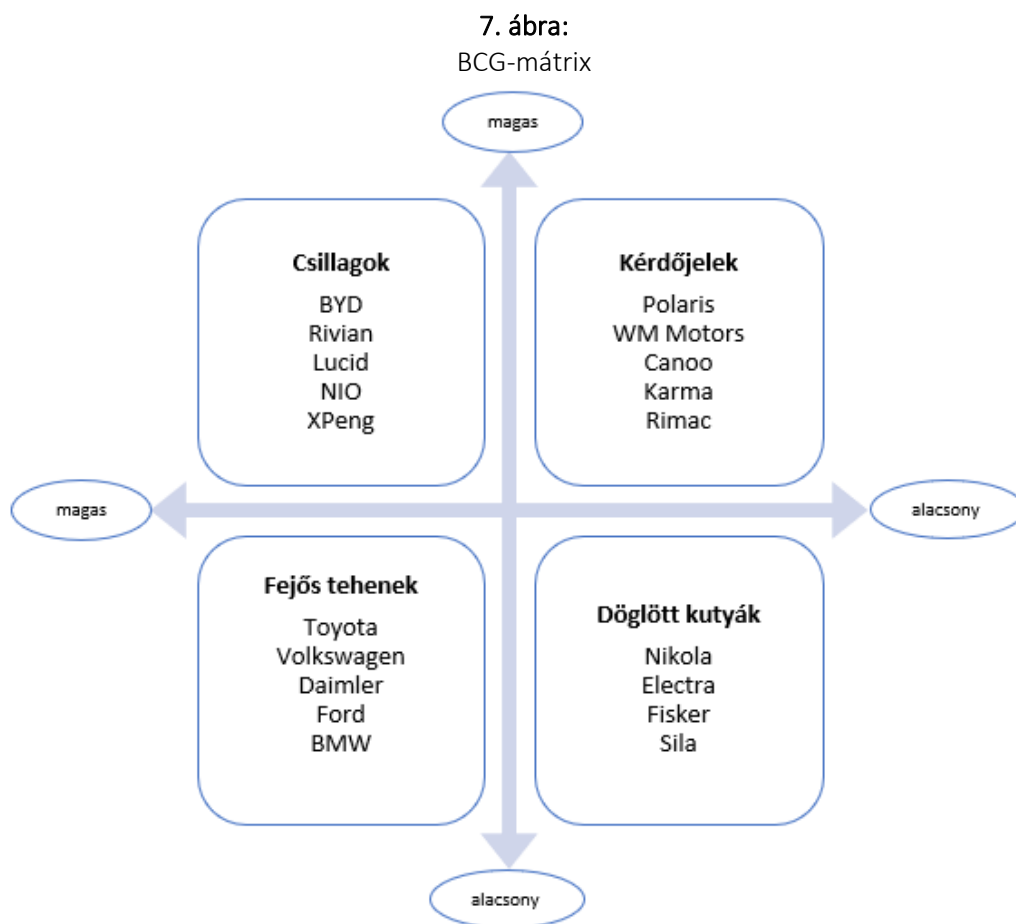 7. ábra:
BCG-mátrix
magas
Csillagok
BYD
Rivian
Lucid
NIO
XPeng
Kérdőjelek
Polaris
WM Motors
Canoo
Karma
Rimac
magas
alacsony
Fejős tehenek
Toyota
Volkswagen
Daimler
Ford
BMW
Döglött kutyák
Nikola
Electra
Fisker
Sila
alacsony